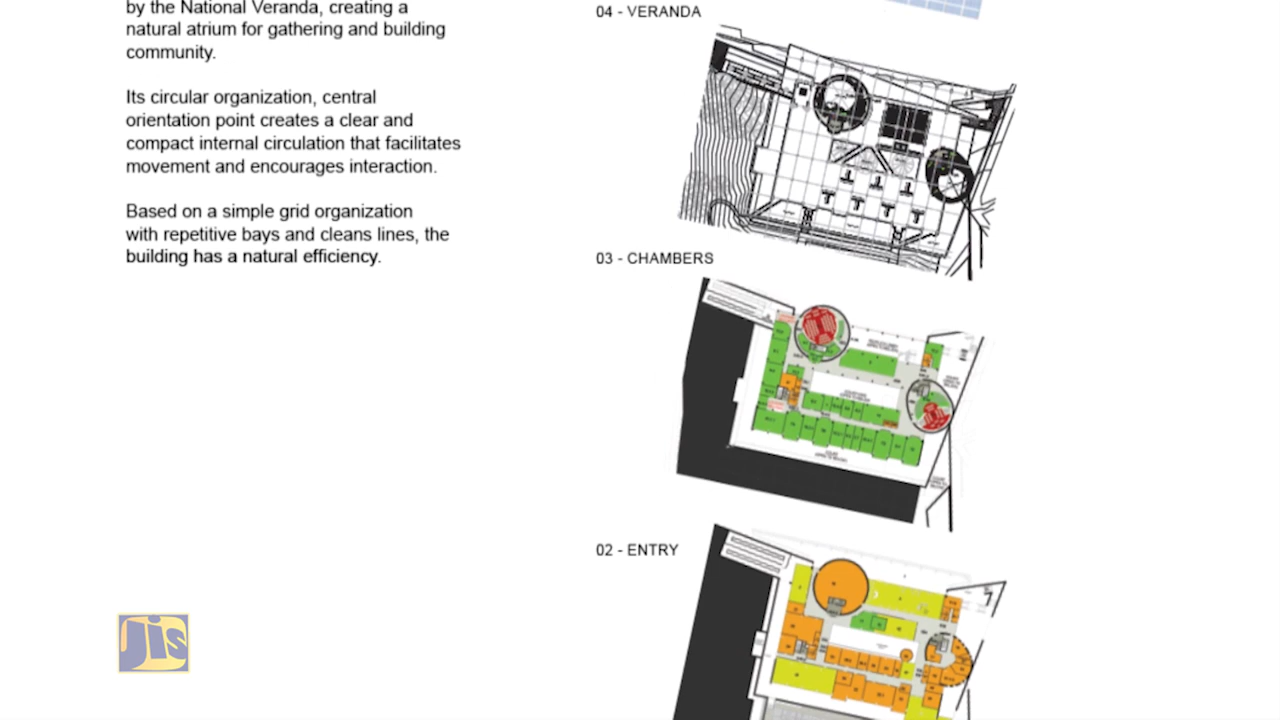 by the National Veranda, creating a
natural atrium for gathering and building
community.
Its circular organization, central
orientation point creates a clear and
compact internal circulation that facilitates
movement and encourages interaction.
Based on a simple grid organization
with repetitive bays and cleans lines, the
building has a natural efficiency.
04 - VERANDA
03 - CHAMBERS
02 - ENTRY
Jis